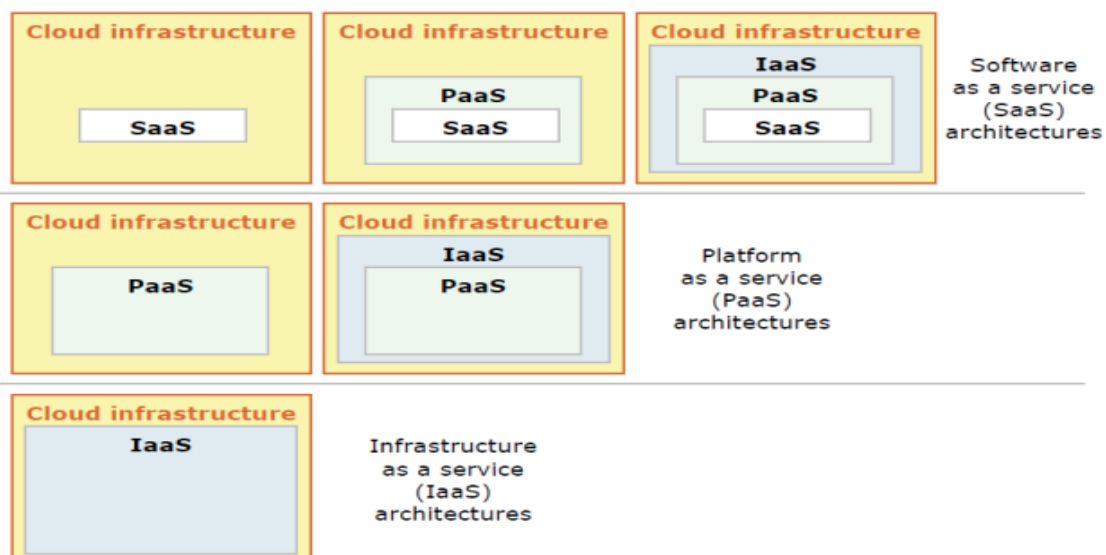 Cloud infrastructure
SaaS
Cloud infrastructure
PaaS
SaaS
Cloud infrastructure
IaaS
PaaS
SaaS
Software
as a service
(SaaS)
architectures
Cloud infrastructure
PaaS
Cloud infrastructure
IaaS
PaaS
Platform
as a service
(PaaS)
architectures
Cloud infrastructure
IaaS
Infrastructure
as a service
(IaaS)
architectures